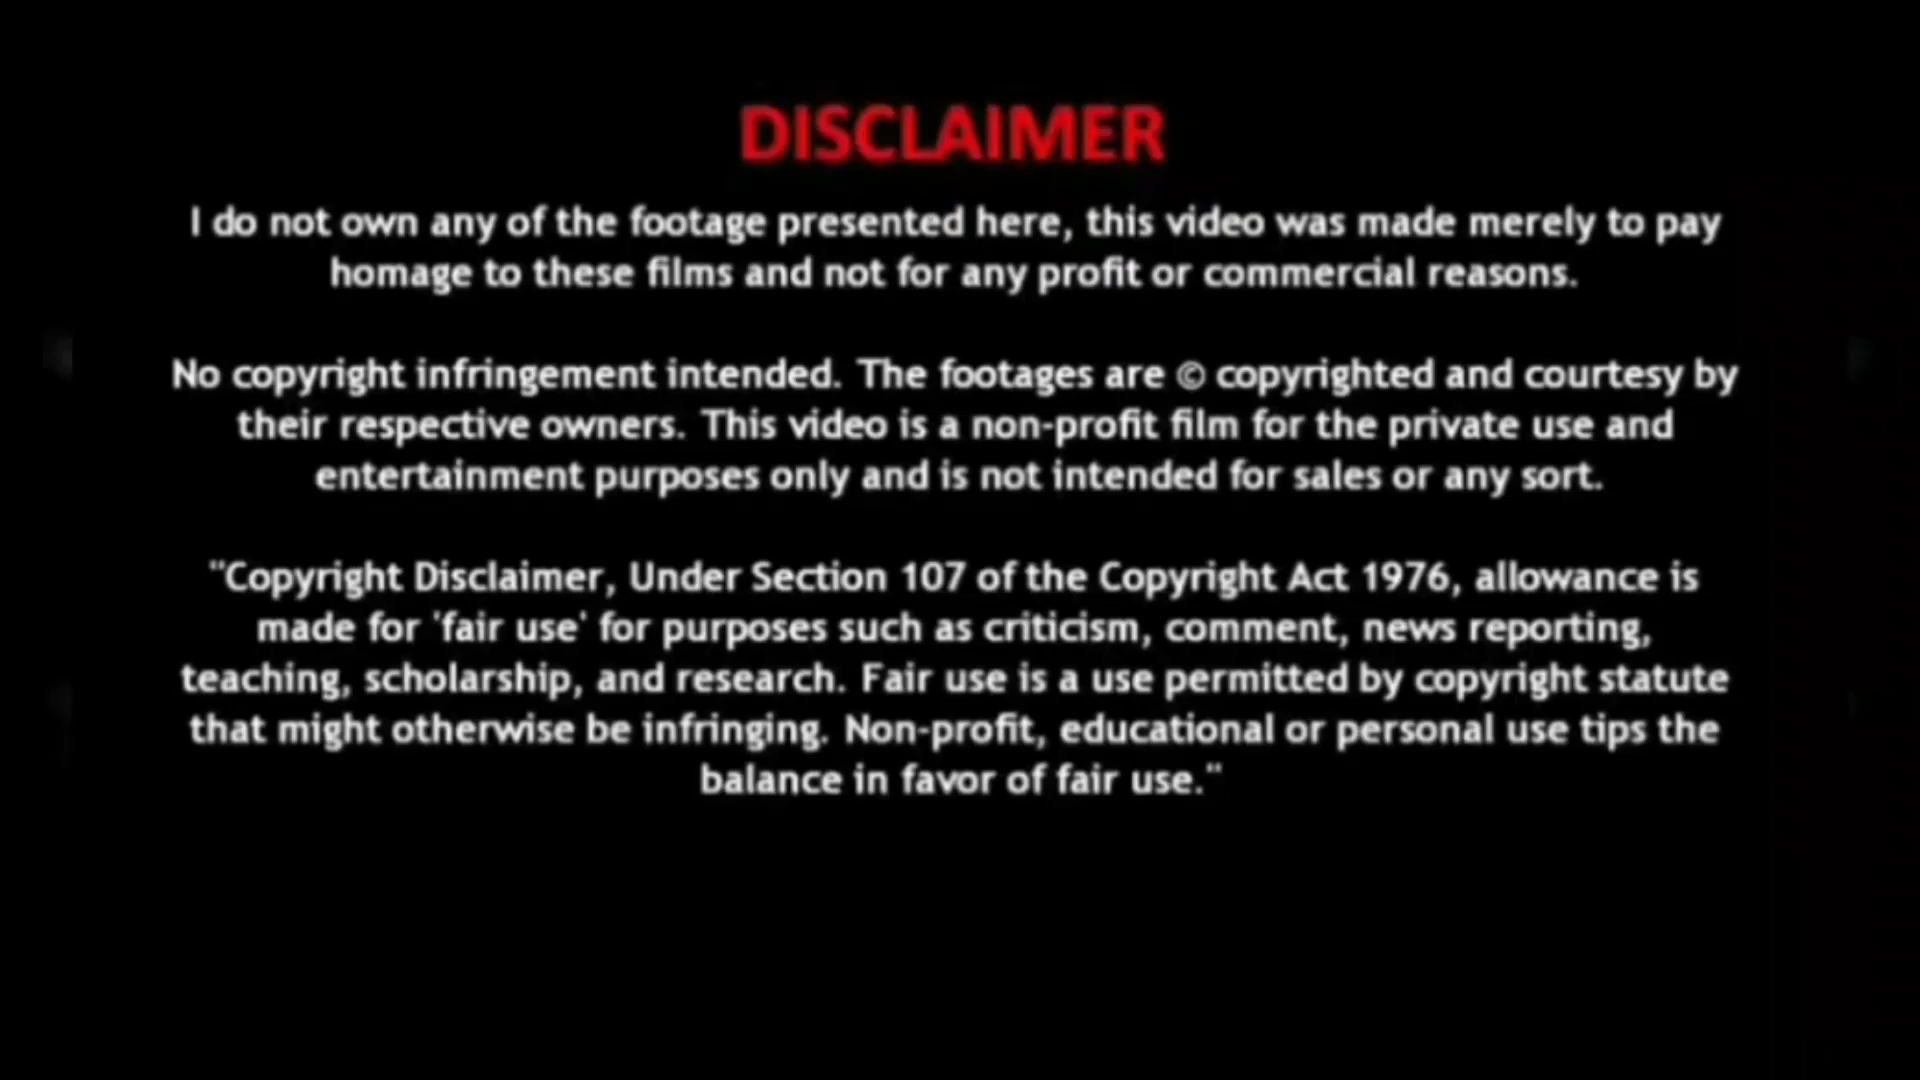 DISCLAIMER
I do not own any of the footage presented here, this video was made merely to pay
homage to these films and not for any profit or commercial reasons.
No copyright infringement intended. The footages are © copyrighted and courtesy by
their respective owners. This video is a non-profit film for the private use and
entertainment purposes only and is not intended for sales or any sort.
"Copyright Disclaimer, Under Section 107 of the Copyright Act 1976, allowance is
made for 'fair use' for purposes such as criticism, comment, news reporting,
teaching, scholarship, and research. Fair use is a use permitted by copyright statute
that might otherwise be infringing. Non-profit, educational or personal use tips the
balance in favor of fair use."